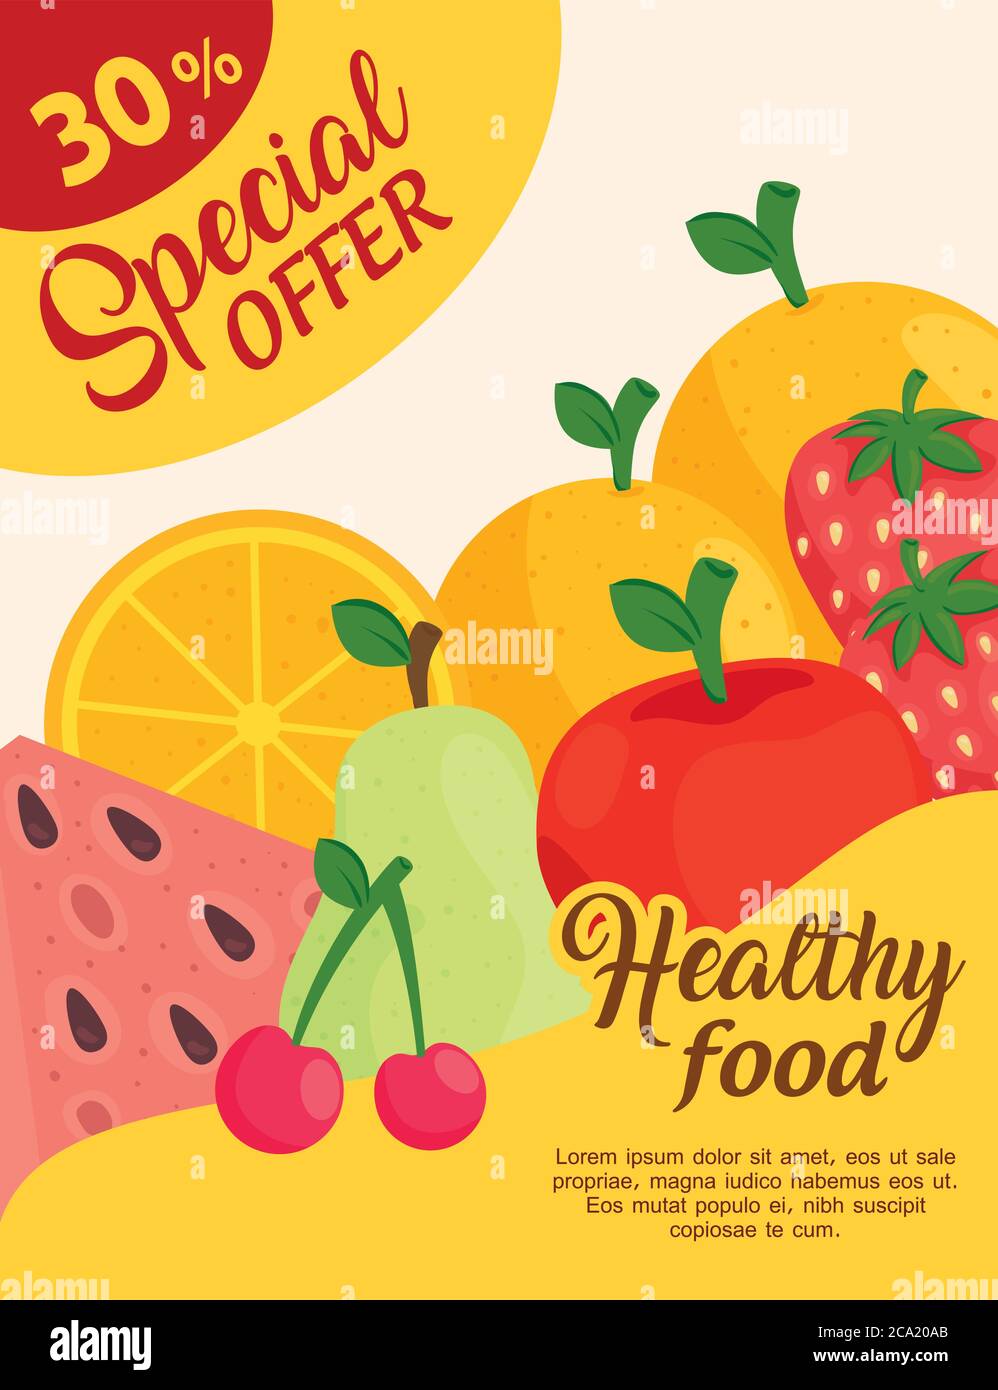 30%
Special
OFFER
Healthy
food
Lorem ipsum dolor sit amet, eos ut sale
propriae, magna iudico habemus eos ut.
Eos mutat populo ei, nibh suscipit
copiosae te cum.
alamy
Image ID: 2CA20AB
www.alamy.com